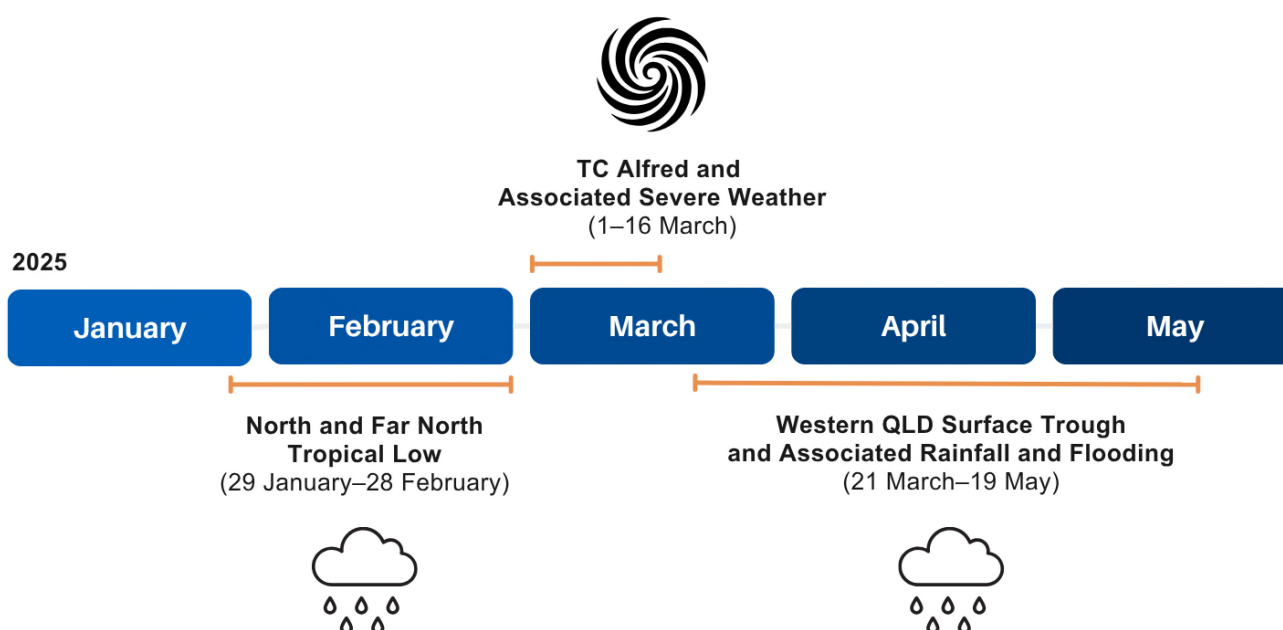 TC Alfred and
Associated Severe Weather
(1–16 March)
2025
January
February
March
April
May
North and Far North
Tropical Low
(29 January–28 February)
Western QLD Surface Trough
and Associated Rainfall and Flooding
(21 March–19 May)